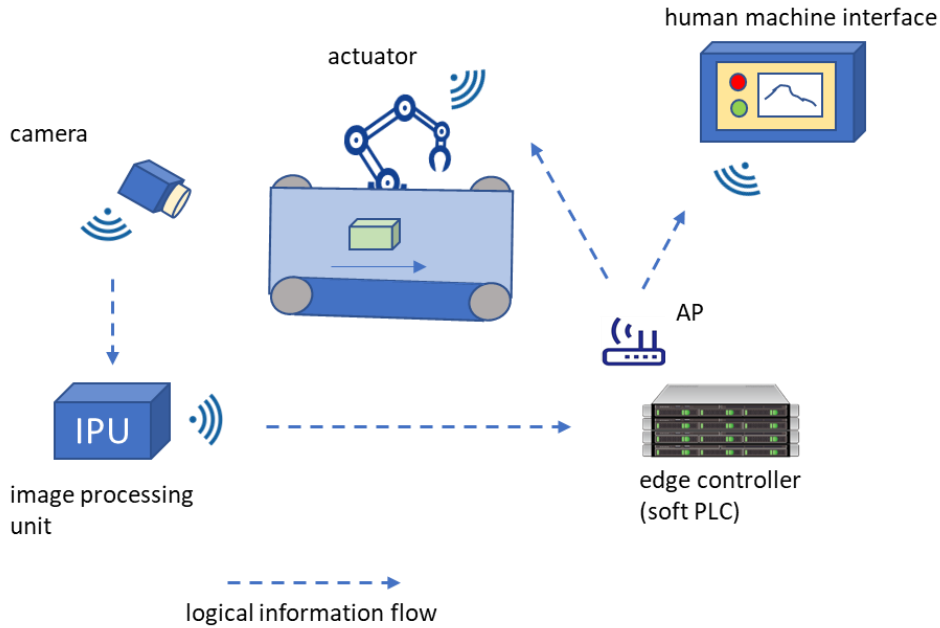 human machine interface
actuator
camera
AP
IPU
image processing
unit
edge controller
(soft PLC)
logical information flow